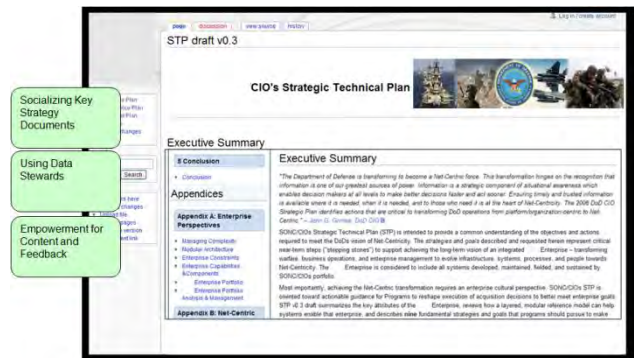 Log in / create account
page discussion view source history
STP draft v0.3
CIO's Strategic Technical Plan
Socializing Key
Strategy
Documents
Using Data
Stewards
Empowerment for
Content and
Feedback
Search
Executive Summary
5 Conclusion
Conclusion
Appendices
Appendix A: Enterprise
Perspectives
Managing Complexity
Nodular Architecture
Enterprise Constraints
Enterprise Capabilities
&Components
Enterprise Portfolio
Enterprise Portfolio
Analysis & Management
Appendix B: Net-Centric
Executive Summary
"The Department of Defense is transforming to become a Net-Centric force. This transformation hinges on the recognition that
information is one of our greatest sources of power. Information is a strategic component of situational awareness which
enables decision makers at all levels to make better decisions faster and act sooner. Ensuring timely and trusted information
is available where it is needed, when it is needed, and to those who need it is at the heart of Net-Centricity. The 2006 DoD CIO
Strategic Plan identifies actions that are critical to transforming DoD operations from platform/organization-centric to Net-
Centric." – John G. Grimes, DoD CIO
SONC/CIOs Strategic Technical Plan (STP) is intended to provide a common understanding of the objectives and actions
required to meet the DoDs vision of Net-Centricity. The strategies and goals described and requested herein represent critical
near-term steps ("stepping stones") to support achieving the long-term vision of an integrated Enterprise – transforming
warfare, business operations, and enterprise management to evolve infrastructure, systems, processes, and people towards
Net-Centricity. The Enterprise is considered to include all systems developed, maintained, fielded, and sustained by
SONC/CIOs portfolio.
Most importantly, achieving the Net-Centric transformation requires an enterprise cultural perspective. SONC/CIOs STP is
oriented toward actionable guidance for Programs to reshape execution of acquisition decisions to better meet enterprise goals.
STP v0.3 draft summarizes the key attributes of the Enterprise, reviews how a layered, modular reference model can help
systems enable that enterprise, and describes nine fundamental strategies and goals that programs should pursue to make